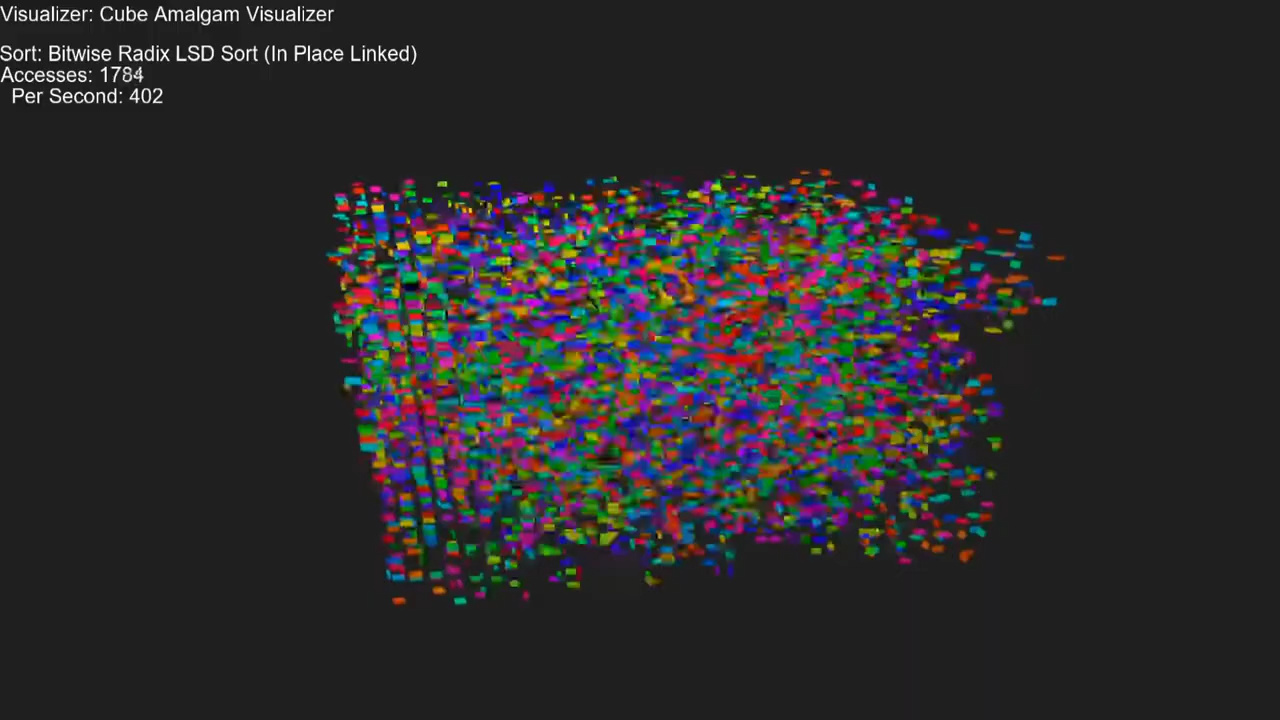 Visualizer: Cube Amalgam Visualizer
Sort: Bitwise Radix LSD Sort (In Place Linked)
Accesses: 1784
Per Second: 402